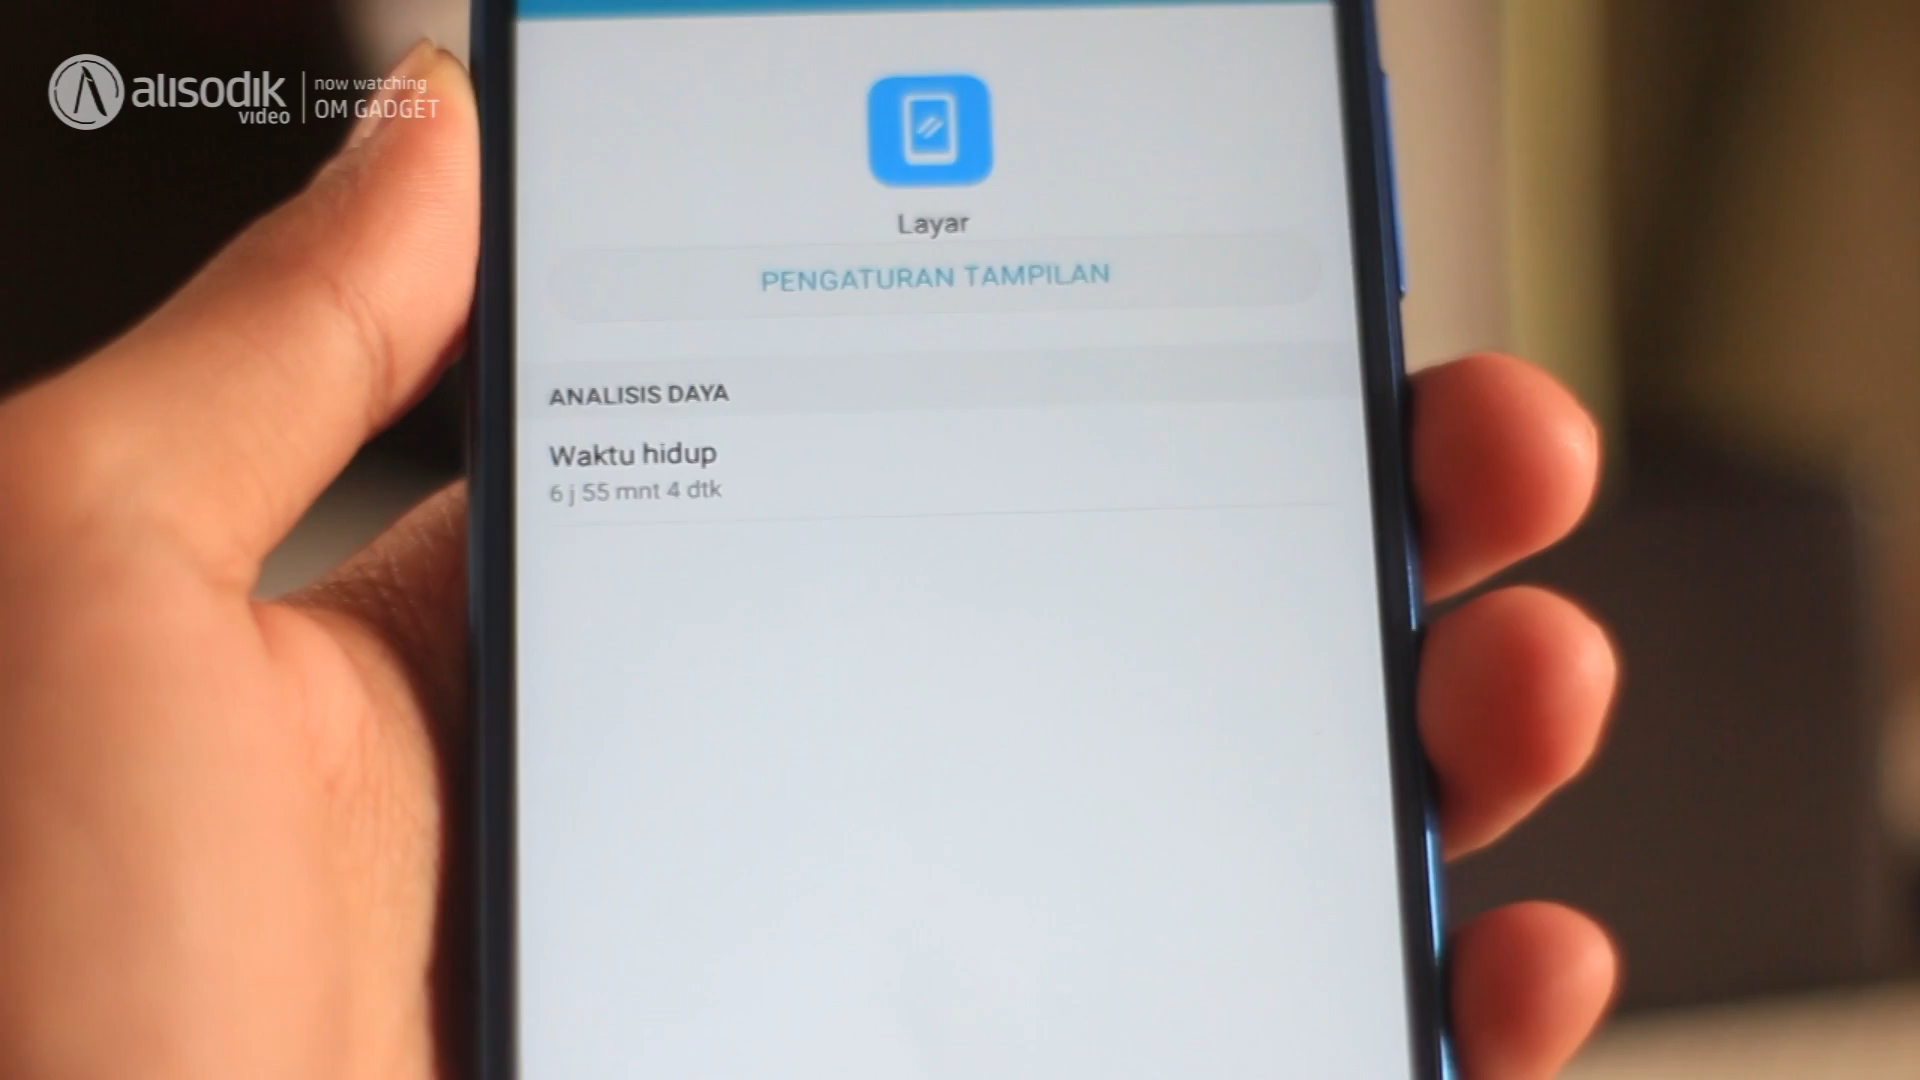 alisodik
video
now watching
OM GADGET
Layar
PENGATURAN TAMPILAN
ANALISIS DAYA
Waktu hidup
6 j 55 mnt 4 dtk